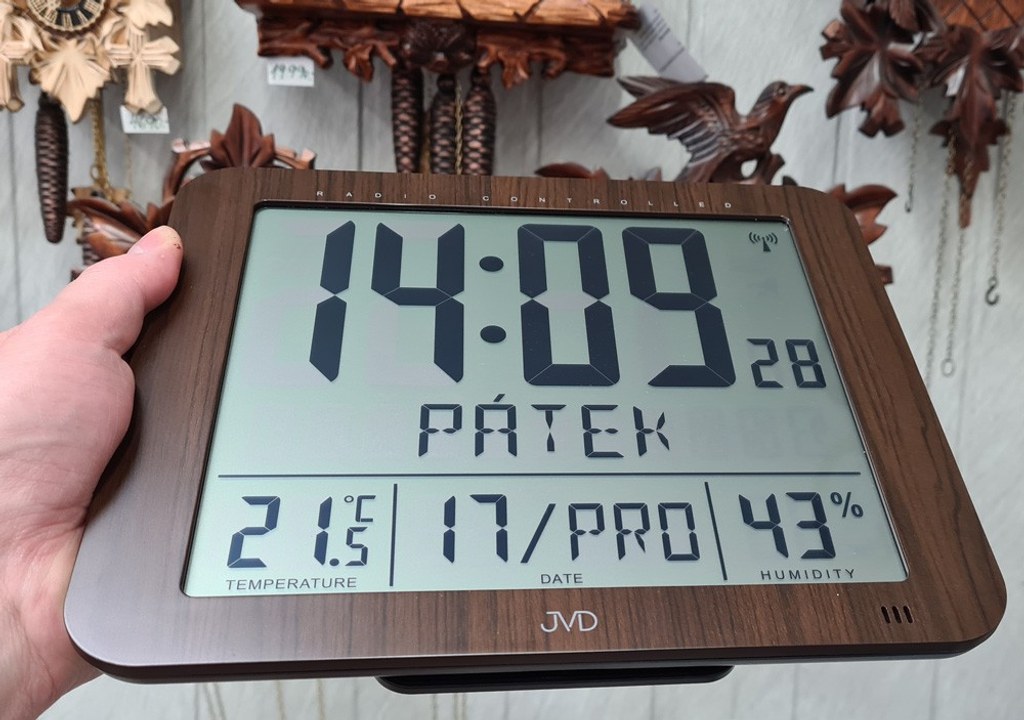 RADIO CONTROLLED
14:09 28
PÁTEK
21.5 °C 17/PRO 43%
TEMPERATURE DATE HUMIDITY
JVD